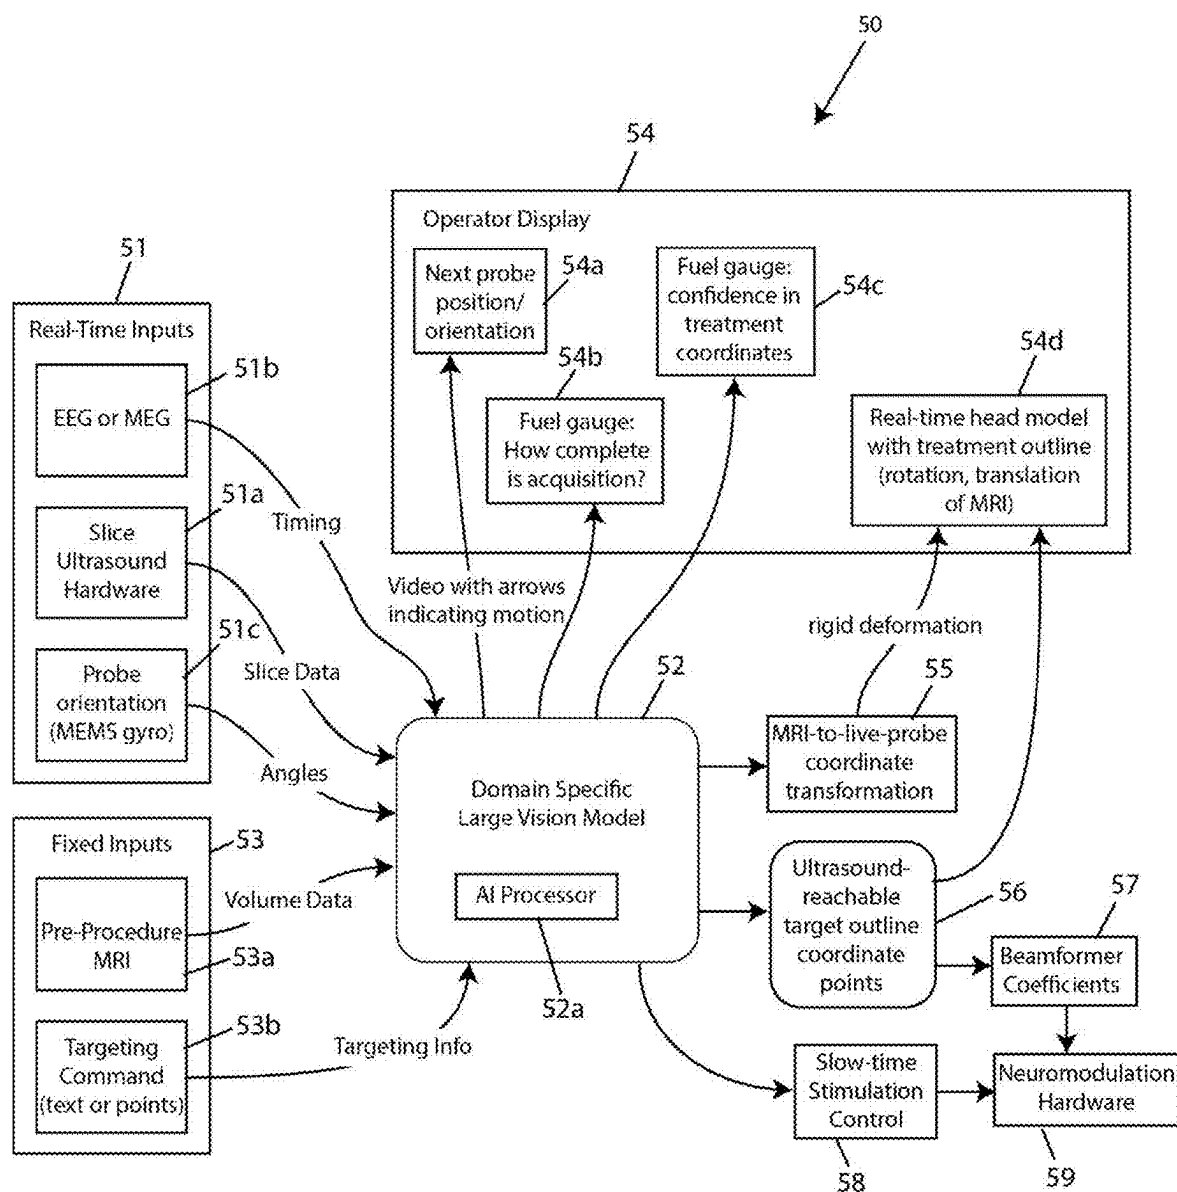 50
54
Operator Display
Next probe
position/
orientation
54a
Fuel gauge:
confidence in
treatment
coordinates
54c
54b
Fuel gauge:
How complete
is acquisition?
54d
Real-time head model
with treatment outline
(rotation, translation
of MRI)
51
Real-Time Inputs
51b
EEG or MEG
51a
Slice
Ultrasound
Hardware
51c
Probe
orientation
(MEMS gyro)
Timing
Slice Data
Angles
Video with arrows
indicating motion
rigid deformation
52
Domain Specific
Large Vision Model
AI Processor
52a
55
MRI-to-live-probe
coordinate
transformation
53
Fixed Inputs
Pre-Procedure
MRI
53a
53b
Targeting
Command
(text or points)
Volume Data
Targeting Info
Ultrasound-
reachable
target outline
coordinate
points
56
57
Beamformer
Coefficients
Slow-time
Stimulation
Control
58
Neuromodulation
Hardware
59